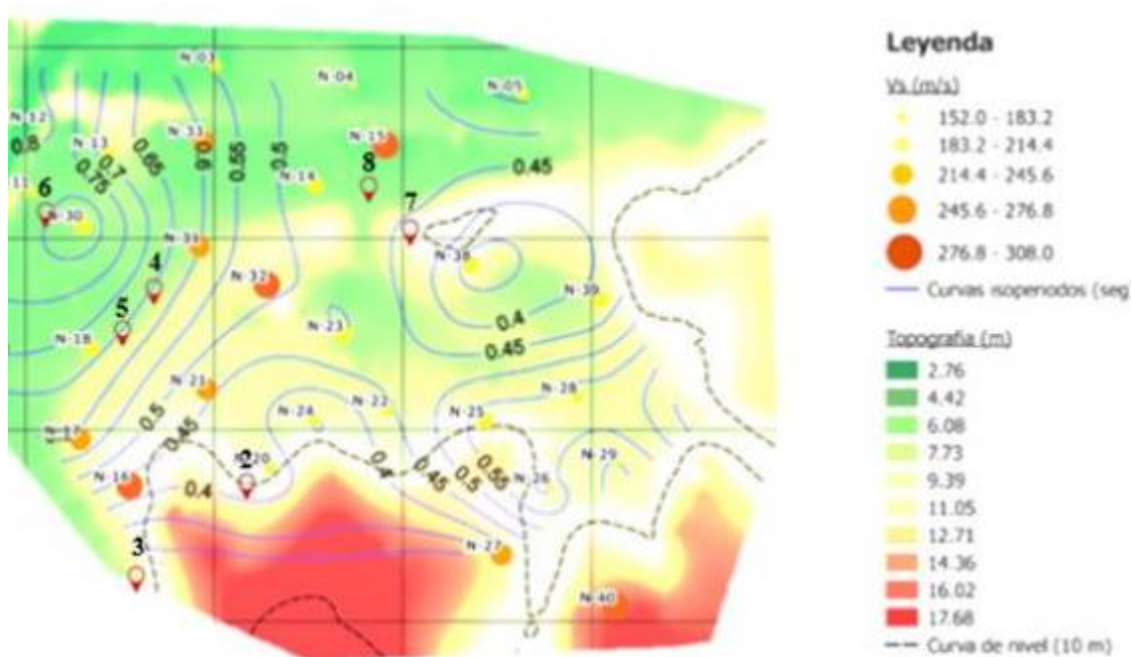 N-03
N-04
N-05
N-12
0.8
N-13
N-33
N-15
0.65
0.6
0.55
0.5
0.45
0.7
0.75
11
6
N-30
N-14
8
7
N-31
N-32
N-38
4
5
N-39
0.4
0.45
N-18
N-23
N-21
0.5
0.45
N-24
N-22
N-28
N-25
N-17
N-16
2
N-20
0.4
0.4
0.45
0.5
0.55
N-26
N-29
3
N-27
N-40
Leyenda
Vs (m/s)
152.0 - 183.2
183.2 - 214.4
214.4 - 245.6
245.6 - 276.8
276.8 - 308.0
Curvas isoperiodos (seg
Topografia (m)
2.76
4.42
6.08
7.73
9.39
11.05
12.71
14.36
16.02
17.68
Curva de nivel (10 m)